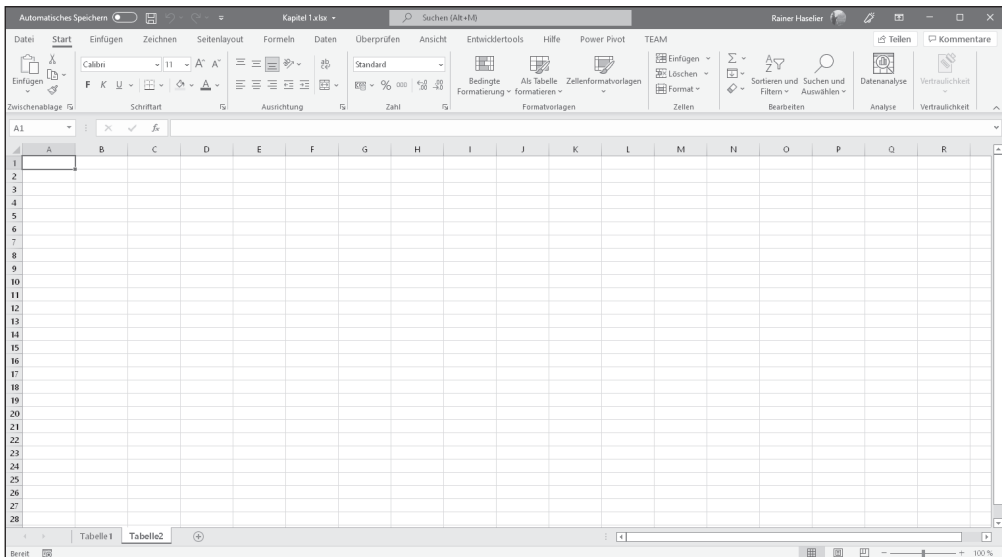 Automatisches Speichern Kapitel 1.xlsx Suchen (Alt+M) Rainer Haselier
Datei Start Einfügen Zeichnen Seitenlayout Formeln Daten Überprüfen Ansicht Entwicklertools Hilfe Power Pivot TEAM Teilen Kommentare
Einfügen
Calibri 11 A A ab Standard
F K U A % 000
Bedingte Formatierung
Als Tabelle formatieren
Zellenformatvorlagen
Einfügen
Löschen
Format
Sortieren und Filtern
Suchen und Auswählen
Datenanalyse
Vertraulichkeit
Zwischenablage Schriftart Ausrichtung Zahl Formatvorlagen Zellen Bearbeiten Analyse Vertraulichkeit
A1 fx
A B C D E F G H I J K L M N O P Q R
1
2
3
4
5
6
7
8
9
10
11
12
13
14
15
16
17
18
19
20
21
22
23
24
25
26
27
28
Tabelle1 Tabelle2
Bereit 100 %